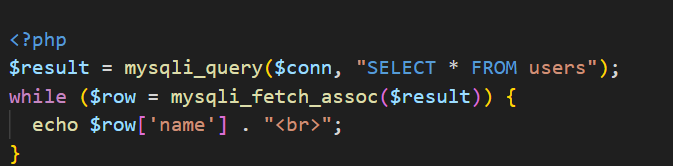 <?php
$result = mysqli_query($conn, "SELECT * FROM users");
while ($row = mysqli_fetch_assoc($result)) {
  echo $row['name'] . "<br>";
}